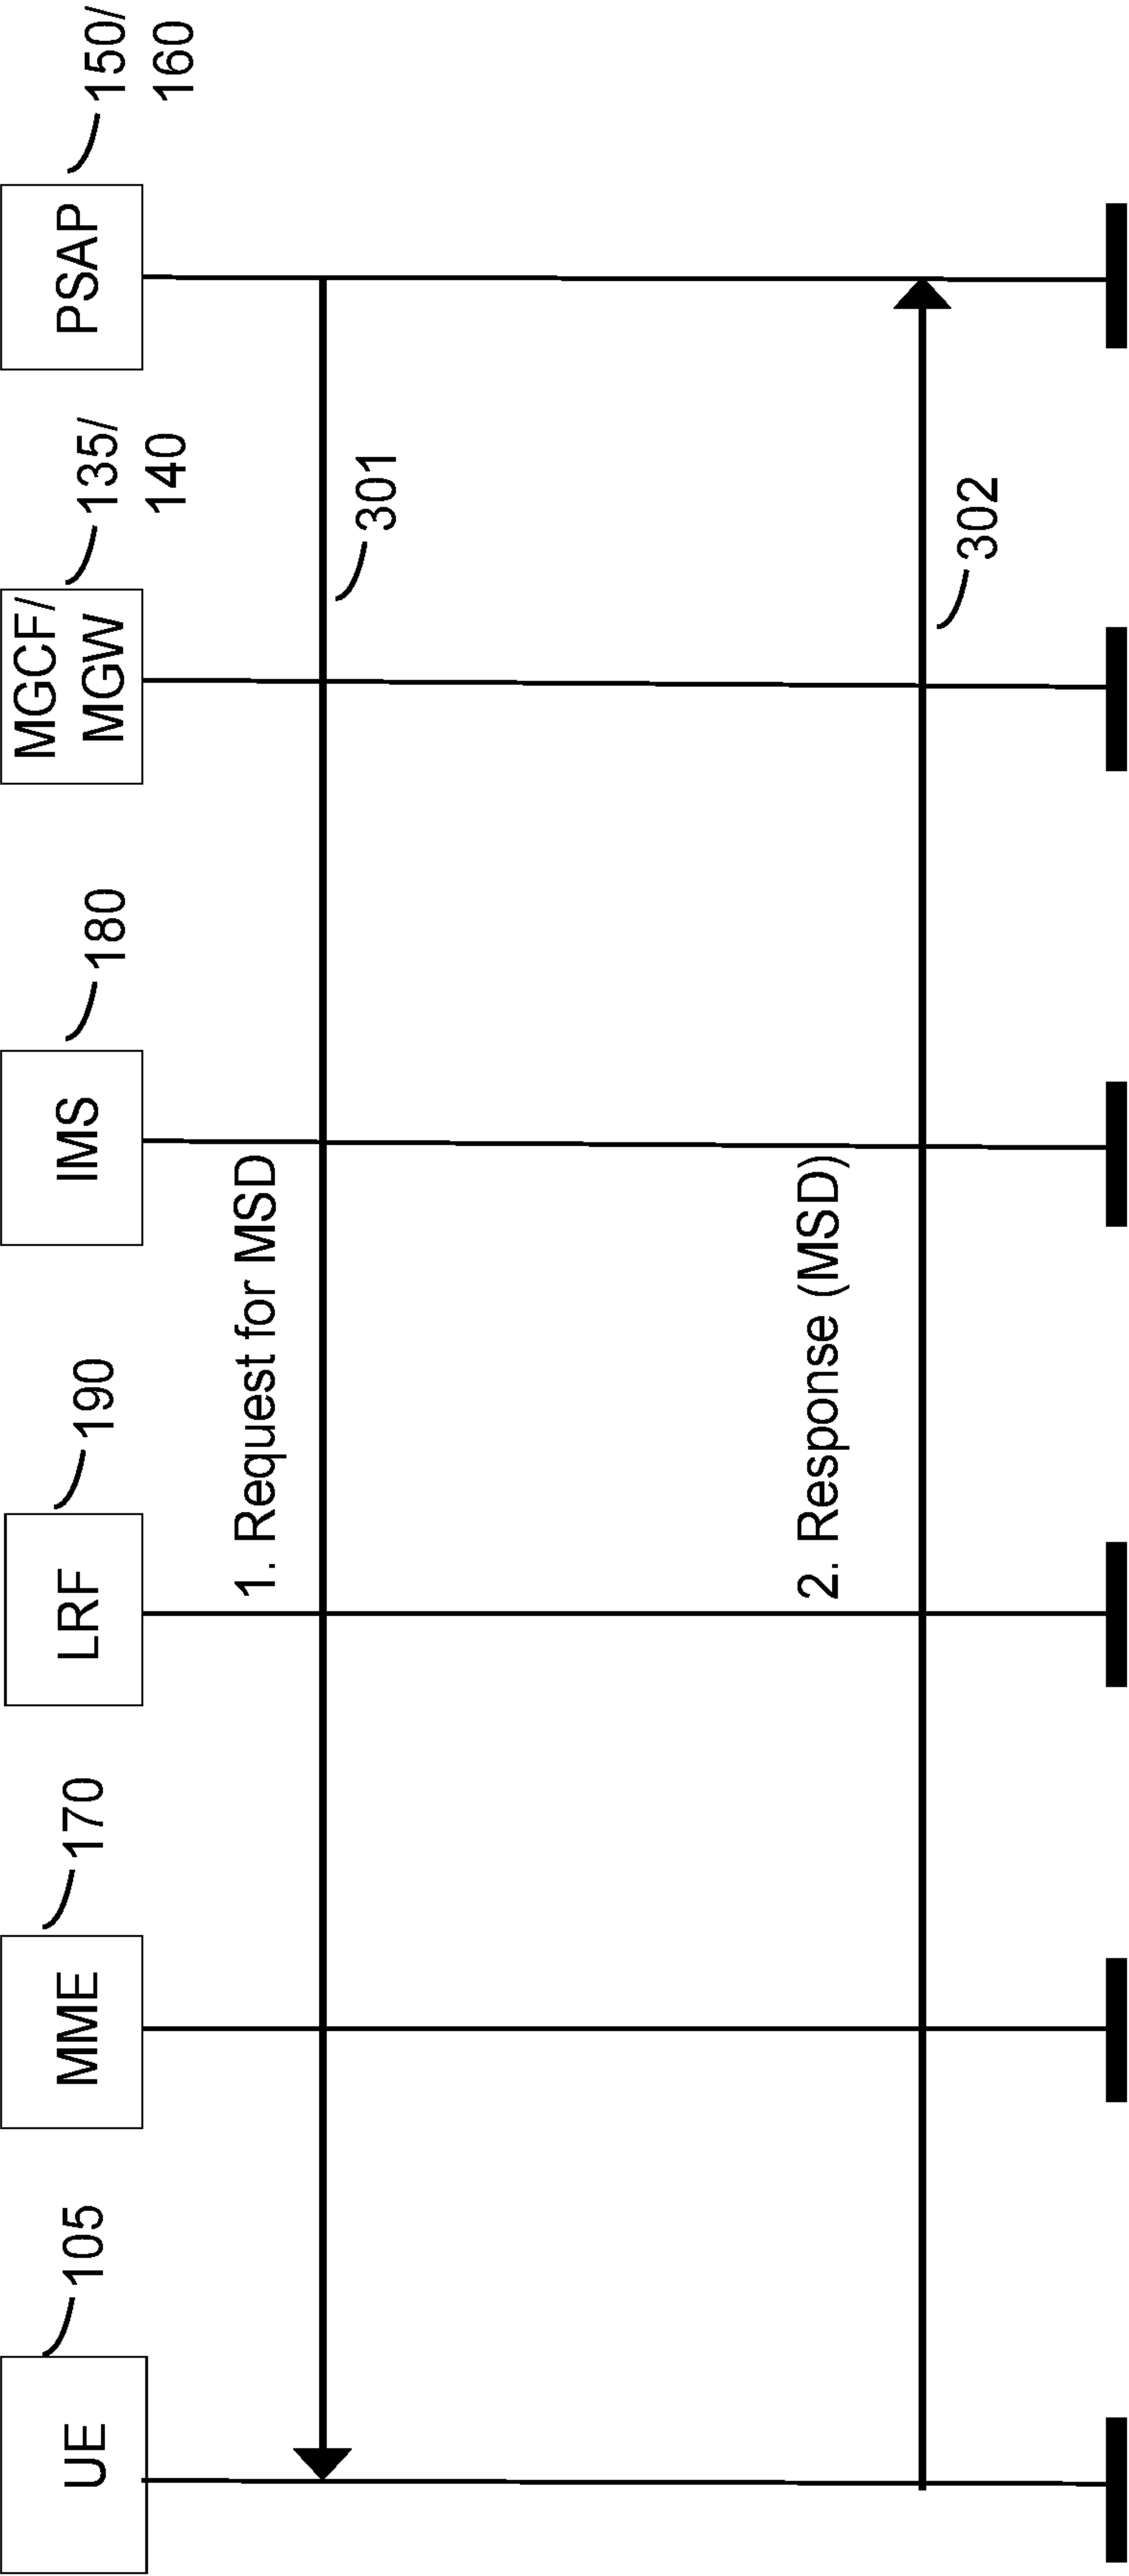 UE
105
MME
170
LRF
190
IMS
180
MGCF/
MGW
135/
140
PSAP
150/
160
1. Request for MSD
301
2. Response (MSD)
302